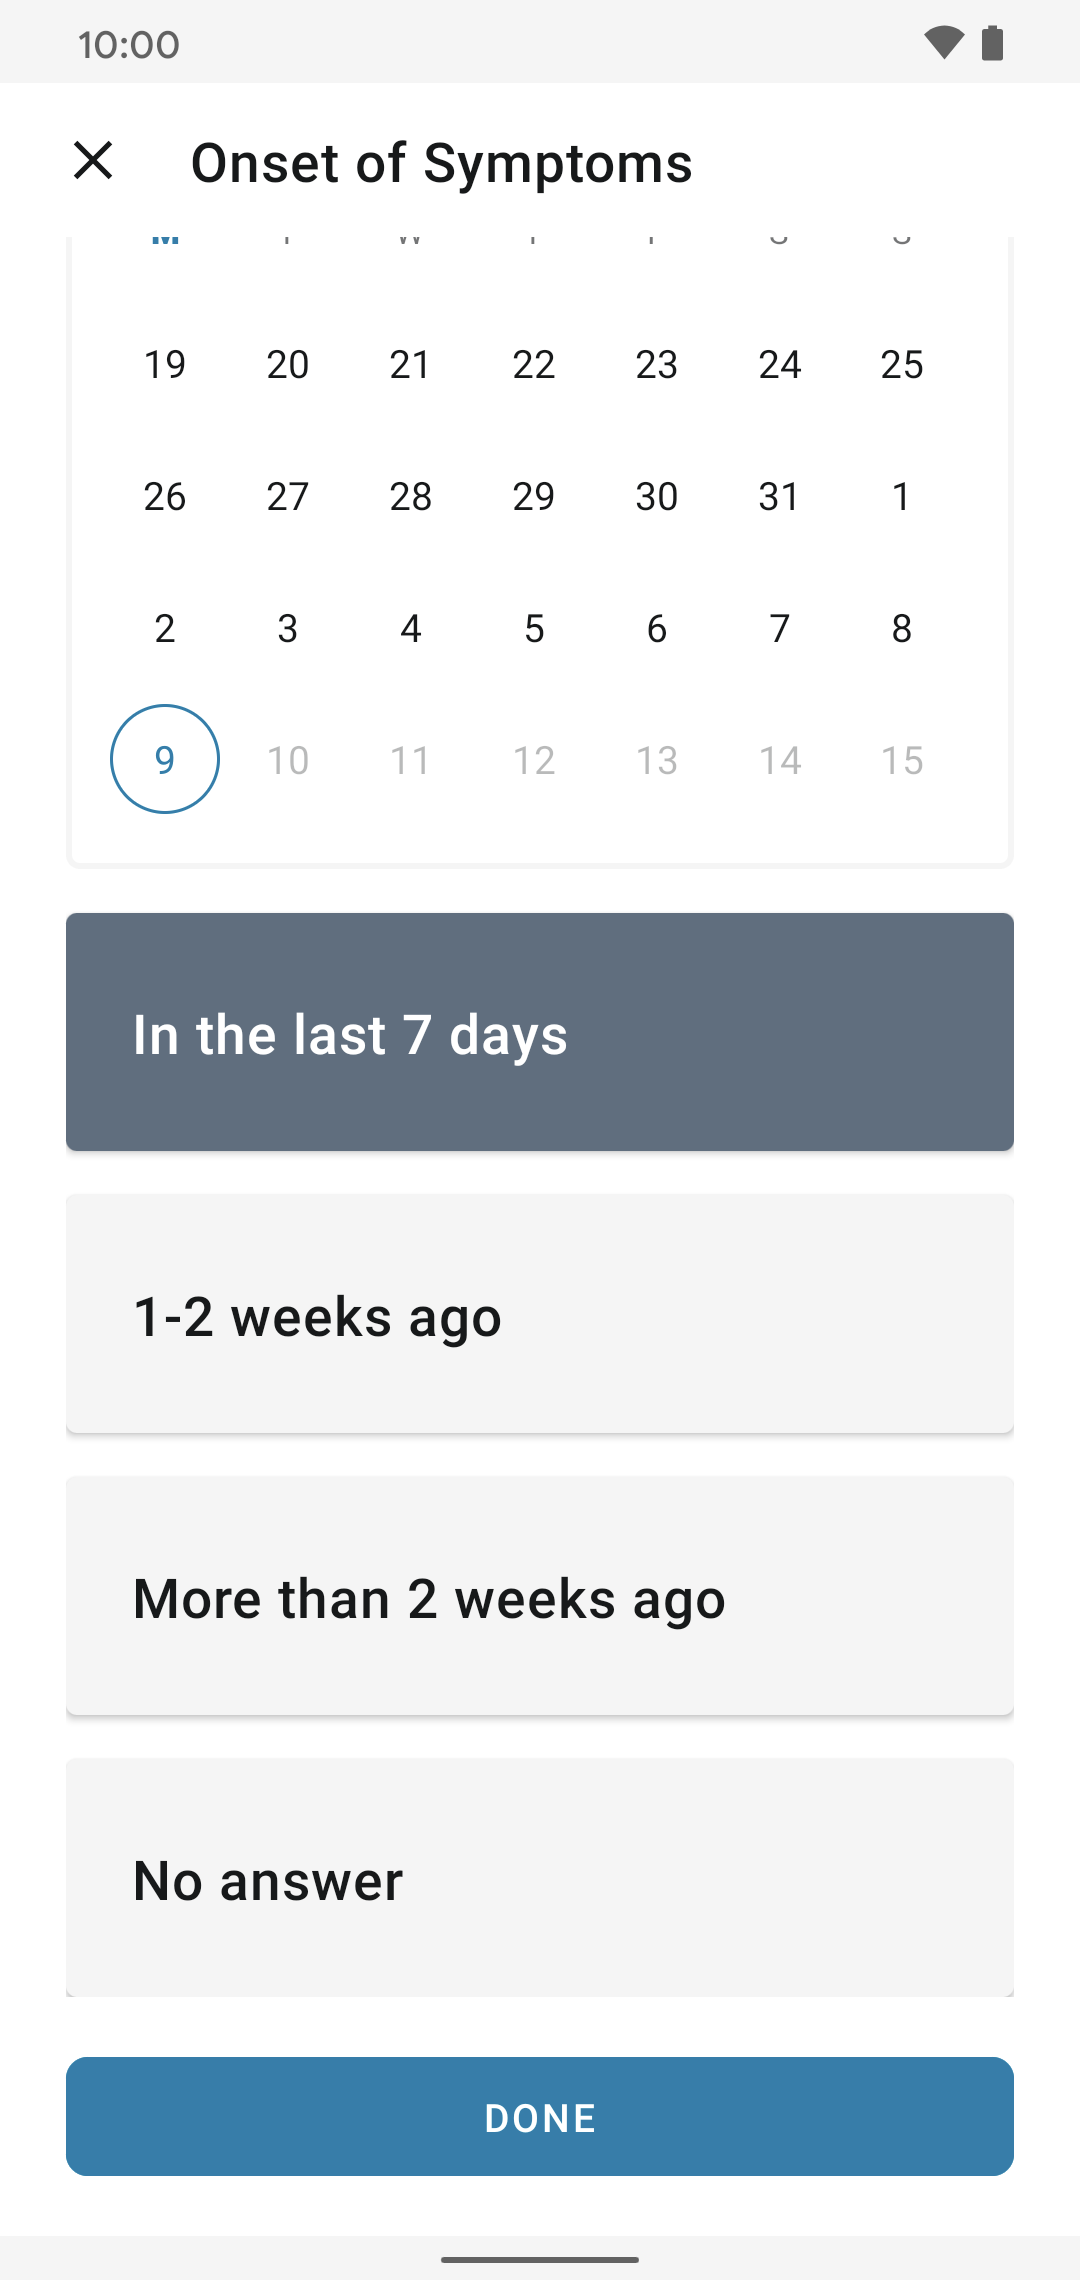 10:00
Onset of Symptoms
M
19 20 21 22 23 24 25
26 27 28 29 30 31 1
2 3 4 5 6 7 8
9 10 11 12 13 14 15
In the last 7 days
1-2 weeks ago
More than 2 weeks ago
No answer
DONE